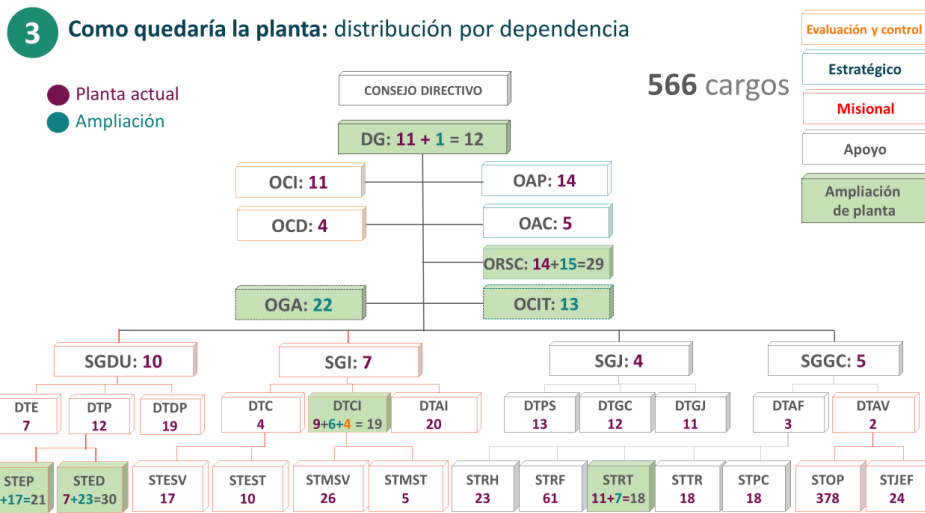 3 Como quedaría la planta: distribución por dependencia
Evaluación y control
Estratégico
Misional
Apoyo
Ampliación
de planta
Planta actual
Ampliación
566 cargos
CONSEJO DIRECTIVO
DG: 11 + 1 = 12
OCI: 11
OAP: 14
OCD: 4
OAC: 5
ORSC: 14+15=29
OGA: 22
OCIT: 13
SGDU: 10
SGI: 7
SGJ: 4
SGGC: 5
DTE
7
DTP
12
DTDP
19
DTC
4
DTCI
9+6+4 = 19
DTAI
20
DTPS
13
DTGC
12
DTGJ
11
DTAF
3
DTAV
2
STEP
+17=21
STED
7+23=30
STESV
17
STEST
10
STMSV
26
STMST
5
STRH
23
STRF
61
STRT
11+7=18
STTR
18
STPC
18
STOP
378
STJEF
24